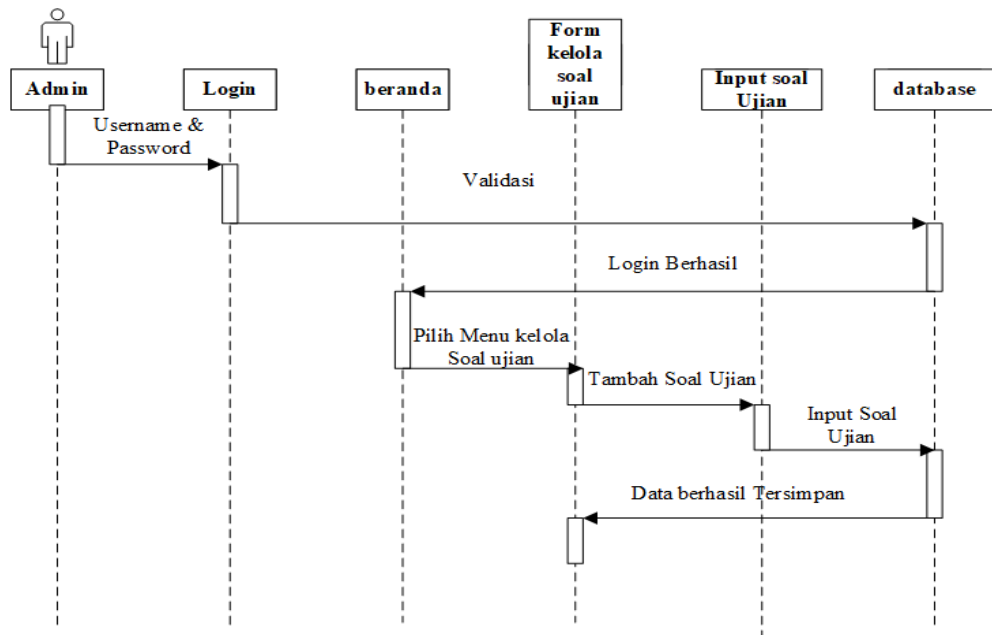 Admin
Login
beranda
Form
kelola
soal
ujian
Input soal
Ujian
database
Username &
Password
Validasi
Login Berhasil
Pilih Menu kelola
Soal ujian
Tambah Soal Ujian
Input Soal
Ujian
Data berhasil Tersimpan